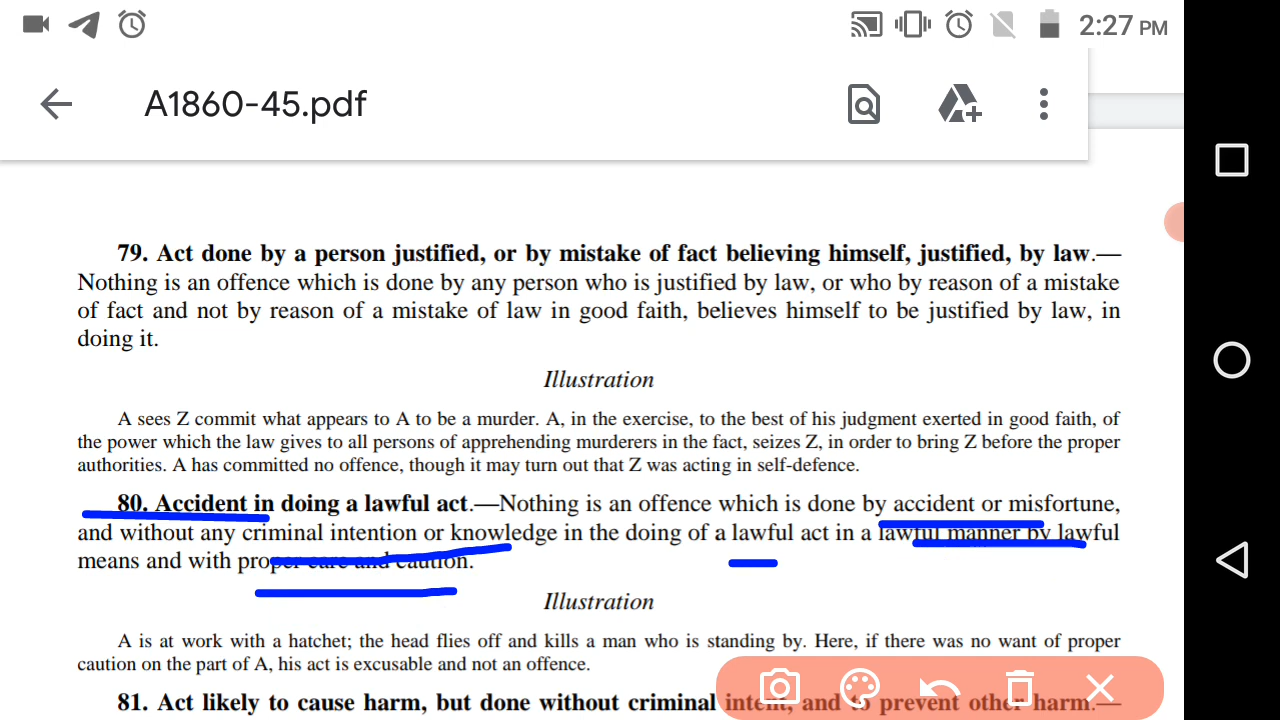 2:27 PM
A1860-45.pdf
79. Act done by a person justified, or by mistake of fact believing himself, justified, by law.—
Nothing is an offence which is done by any person who is justified by law, or who by reason of a mistake
of fact and not by reason of a mistake of law in good faith, believes himself to be justified by law, in
doing it.
Illustration
A sees Z commit what appears to A to be a murder. A, in the exercise, to the best of his judgment exerted in good faith, of
the power which the law gives to all persons of apprehending murderers in the fact, seizes Z, in order to bring Z before the proper
authorities. A has committed no offence, though it may turn out that Z was acting in self-defence.
80. Accident in doing a lawful act.—Nothing is an offence which is done by accident or misfortune,
and without any criminal intention or knowledge in the doing of a lawful act in a lawful manner by lawful
means and with proper care and caution.
Illustration
A is at work with a hatchet; the head flies off and kills a man who is standing by. Here, if there was no want of proper
caution on the part of A, his act is excusable and not an offence.
81. Act likely to cause harm, but done without criminal intent, and to prevent other harm.—